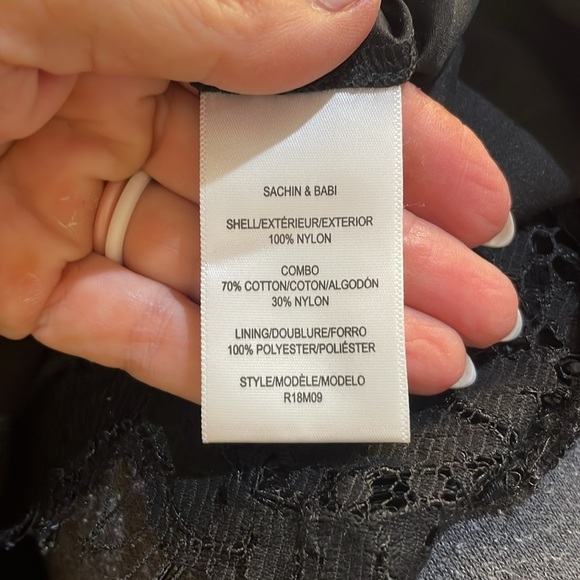 SACHIN & BABI
SHELL/EXTÉRIEUR/EXTERIOR
100% NYLON
COMBO
70% COTTON/COTON/ALGODÓN
30% NYLON
LINING/DOUBLURE/FORRO
100% POLYESTER/POLIÉSTER
STYLE/MODÈLE/MODELO
R18M09